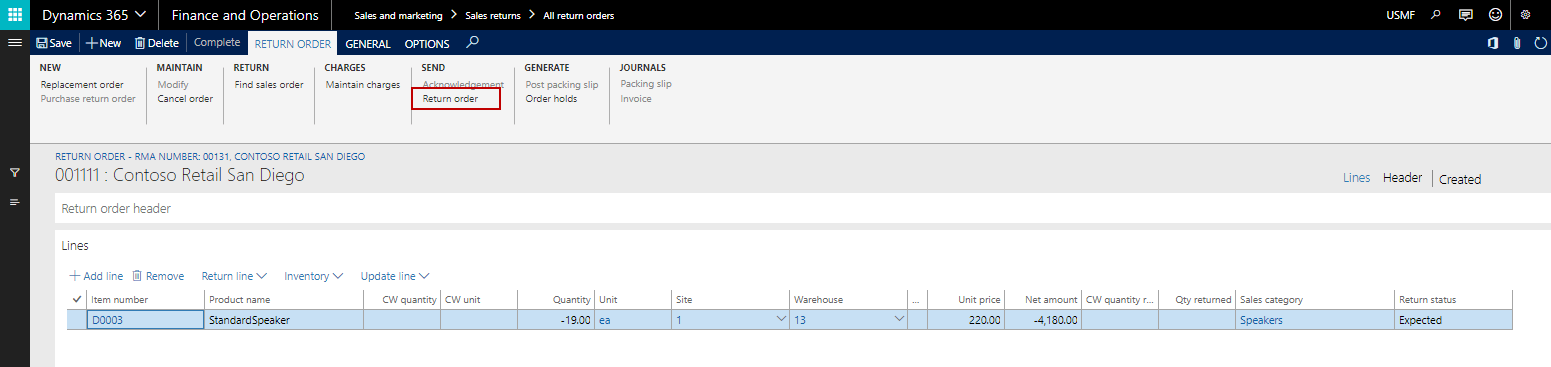 Dynamics 365 Finance and Operations Sales and marketing > Sales returns > All return orders USMF
Save New Delete Complete RETURN ORDER GENERAL OPTIONS
NEW MAINTAIN RETURN CHARGES SEND GENERATE JOURNALS
Replacement order Modify Find sales order Maintain charges Acknowledgement Post packing slip Packing slip
Purchase return order Cancel order Return order Order holds Invoice
RETURN ORDER - RMA NUMBER: 00131, CONTOSO RETAIL SAN DIEGO
001111 : Contoso Retail San Diego Lines Header Created
Return order header
Lines
Add line Remove Return line Inventory Update line
Item number Product name CW quantity CW unit Quantity Unit Site Warehouse ... Unit price Net amount CW quantity r... Qty returned Sales category Return status
D0003 StandardSpeaker -19.00 ea 1 13 220.00 -4,180.00 Speakers Expected